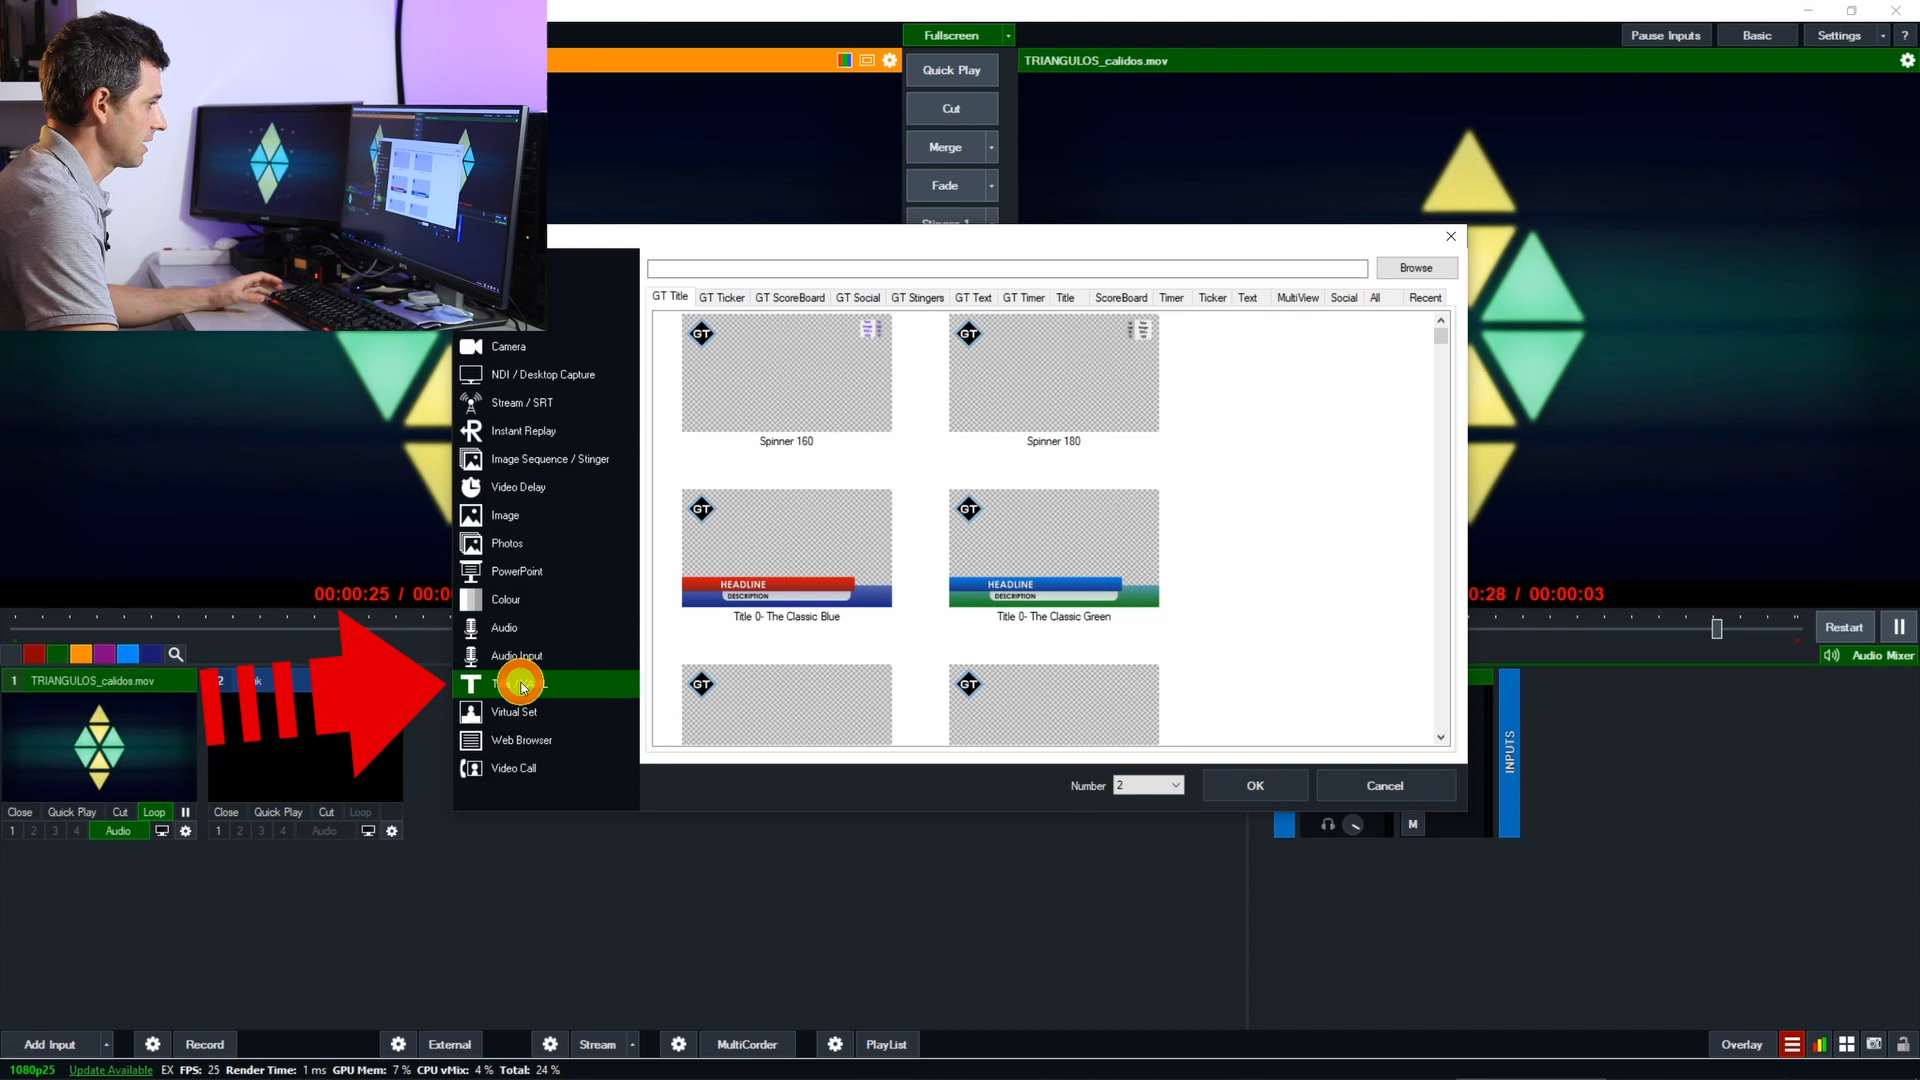 Fullscreen
Pause Inputs
Basic
Settings
?
TRIANGULOS_calidos.mov
Quick Play
Cut
Merge
Fade
Browse
GT Title
GT Ticker
GT ScoreBoard
GT Social
GT Stingers
GT Text
GT Timer
Title
ScoreBoard
Timer
Ticker
Text
MultiView
Social
All
Recent
Camera
NDI / Desktop Capture
Stream / SRT
Instant Replay
Image Sequence / Stinger
Video Delay
Image
Photos
PowerPoint
Colour
Audio
Audio Input
Virtual Set
Web Browser
Video Call
GT
GT
Spinner 160
Spinner 180
GT
HEADLINE
DESCRIPTION
GT
HEADLINE
DESCRIPTION
Title 0- The Classic Blue
Title 0- The Classic Green
GT
GT
Number 2
OK
Cancel
00:00:25 / 00:0
0:28 / 00:00:03
Restart
Audio Mixer
1 TRIANGULOS_calidos.mov
2
Close Quick Play Cut Loop
1 2 3 4 Audio
Close Quick Play Cut Loop
1 2 3 4 Audio
INPUTS
M
Add Input
Record
External
Stream
MultiCorder
PlayList
Overlay
1080p25 Update Available EX FPS: 25 Render Time: 1 ms GPU Mem: 7 % CPU vMix: 4 % Total: 24 %